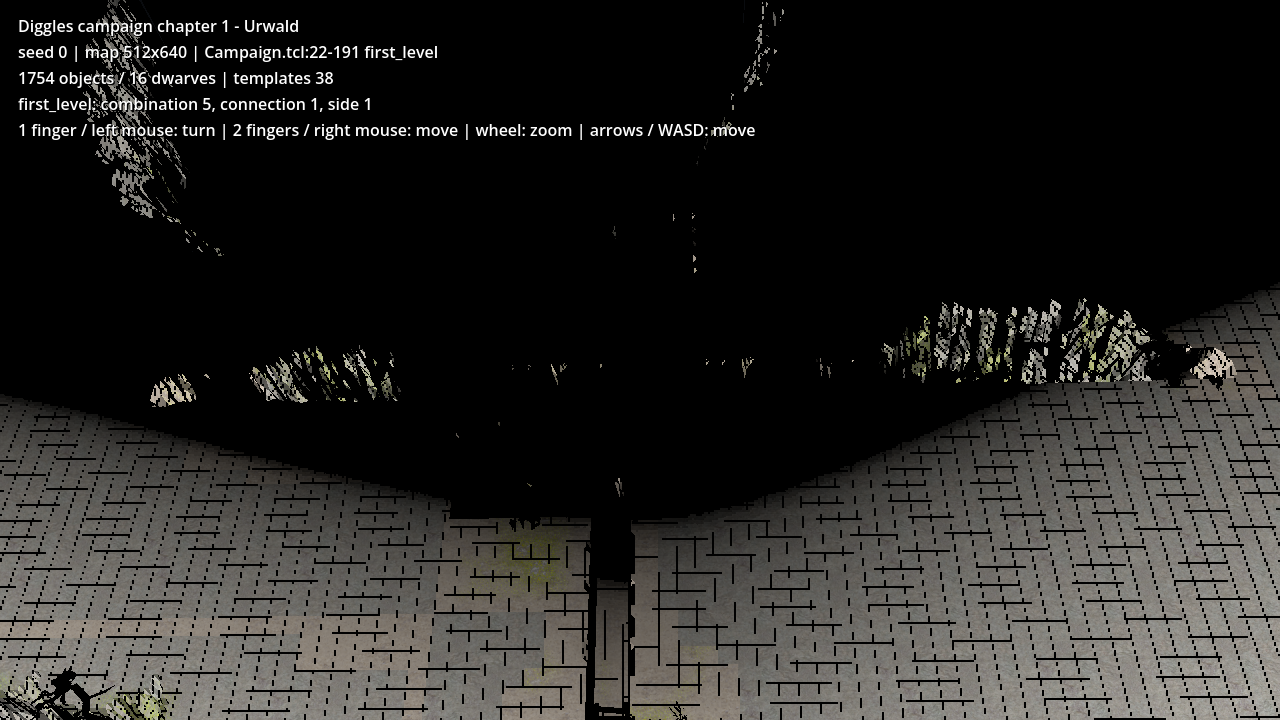 Diggles campaign chapter 1 - Urwald
seed 0 | map 512x640 | Campaign.tcl:22-191 first_level
1754 objects / 16 dwarves | templates 38
first_level: combination 5, connection 1, side 1
1 finger / left mouse: turn | 2 fingers / right mouse: move | wheel: zoom | arrows / WASD: move